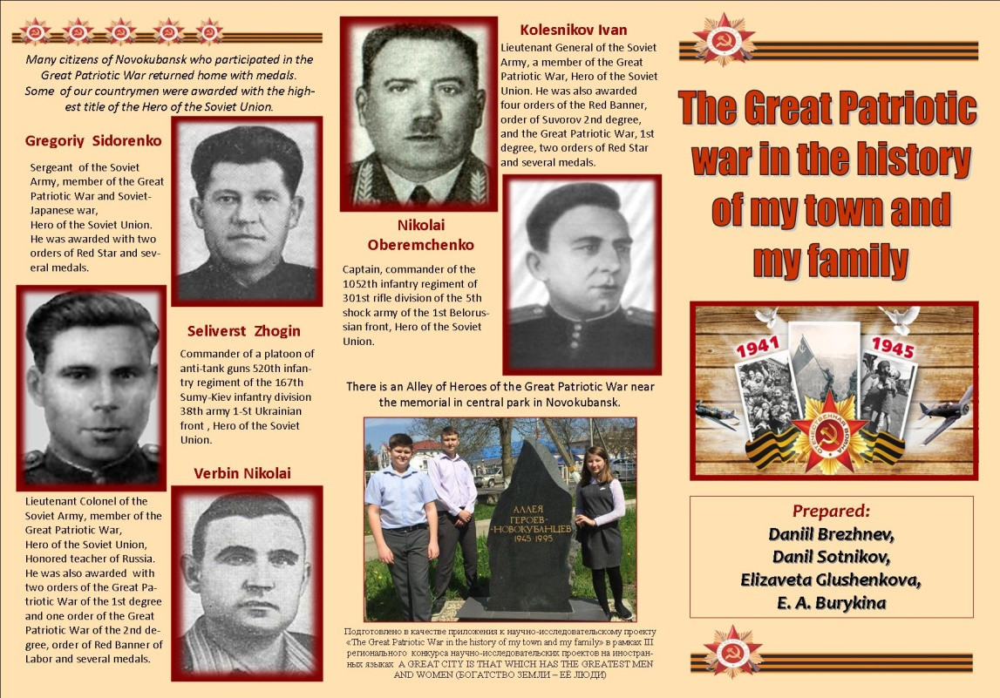 Many citizens of Novokubansk who participated in the
Great Patriotic War returned home with medals.
Some of our countrymen were awarded with the high-
est title of the Hero of the Soviet Union.
Gregoriy Sidorenko
Sergeant of the Soviet
Army, member of the Great
Patriotic War and Soviet-
Japanese war,
Hero of the Soviet Union.
He was awarded with two
orders of Red Star and sev-
eral medals.
Seliverst Zhogin
Commander of a platoon of
anti-tank guns 520th infan-
try regiment of the 167th
Sumy-Kiev infantry division
38th army 1-St Ukrainian
front , Hero of the Soviet
Union.
Verbin Nikolai
Lieutenant Colonel of the
Soviet Army, member of the
Great Patriotic War,
Hero of the Soviet Union,
Honored teacher of Russia.
He was also awarded with
two orders of the Great Pa-
triotic War of the 1st degree
and one order of the Great
Patriotic War of the 2nd de-
gree, order of Red Banner of
Labor and several medals.
Kolesnikov Ivan
Lieutenant General of the Soviet
Army, a member of the Great
Patriotic War, Hero of the Soviet
Union. He was also awarded
four orders of the Red Banner,
order of Suvorov 2nd degree,
and the Great Patriotic War, 1st
degree, two orders of Red Star
and several medals.
Nikolai
Oberemchenko
Captain, commander of the
1052th infantry regiment of
301st rifle division of the 5th
shock army of the 1st Belorus-
sian front, Hero of the Soviet
Union.
There is an Alley of Heroes of the Great Patriotic War near
the memorial in central park in Novokubansk.
АЛЛЕЯ
ГЕРОЕВ-
-НОВОКУБАНЦЕВ
1945 1995
Подготовлено в качестве приложения к научно-исследовательскому проекту
«The Great Patriotic War in the history of my town and my family» в рамках III
регионального конкурса научно-исследовательских проектов на иностран-
ных языках A GREAT CITY IS THAT WHICH HAS THE GREATEST MEN
AND WOMEN (БОГАТСТВО ЗЕМЛИ – ЕЁ ЛЮДИ)
The Great Patriotic
war in the history
of my town and
my family
1941
1945
ОТЕЧЕСТВЕННАЯ ВОЙНА
Prepared:
Daniil Brezhnev,
Danil Sotnikov,
Elizaveta Glushenkova,
E. A. Burykina